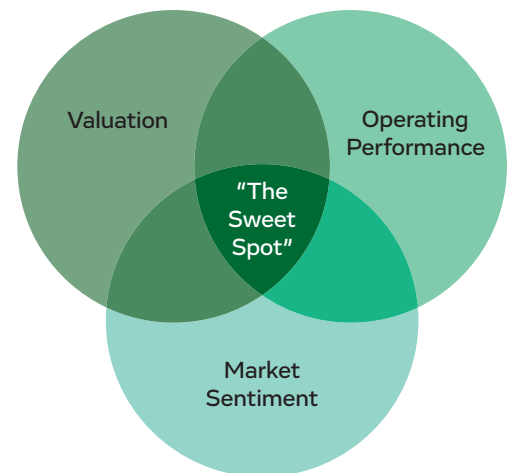 Valuation
Operating
Performance
"The
Sweet
Spot"
Market
Sentiment